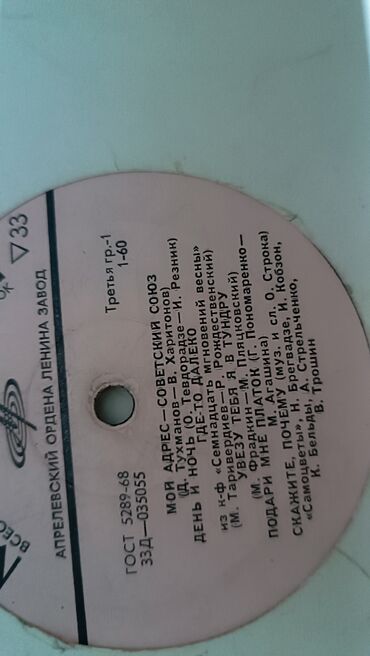 ВСЕС
▽33
АПРЕЛЕВСКИЙ ОРДЕНА ЛЕНИНА ЗАВОД
ГОСТ 5289-68
33Д—035055
Третья гр.-1
1-60
МОЙ АДРЕС—СОВЕТСКИЙ СОЮЗ
(Д. Тухманов—В. Харитонов)
ДЕНЬ И НОЧЬ (О. Тевдорадзе—И. Резник)
ГДЕ-ТО ДАЛЕКО
из к-ф «Семнадцать мгновений весны»
(М. Таривердиев—Р. Рождественский)
УВЕЗУ ТЕБЯ Я В ТУНДРУ
(М. Фрадкин—М. Пляцковский)
ПОДАРИ МНЕ ПЛАТОК (Г. Пономаренко—
М. Агашина)
СКАЖИТЕ, ПОЧЕМУ (муз. и сл. О. Строка)
«Самоцветы», Н. Брегвадзе, И. Кобзон,
К. Бельды, А. Стрельченко,
В. Трошин